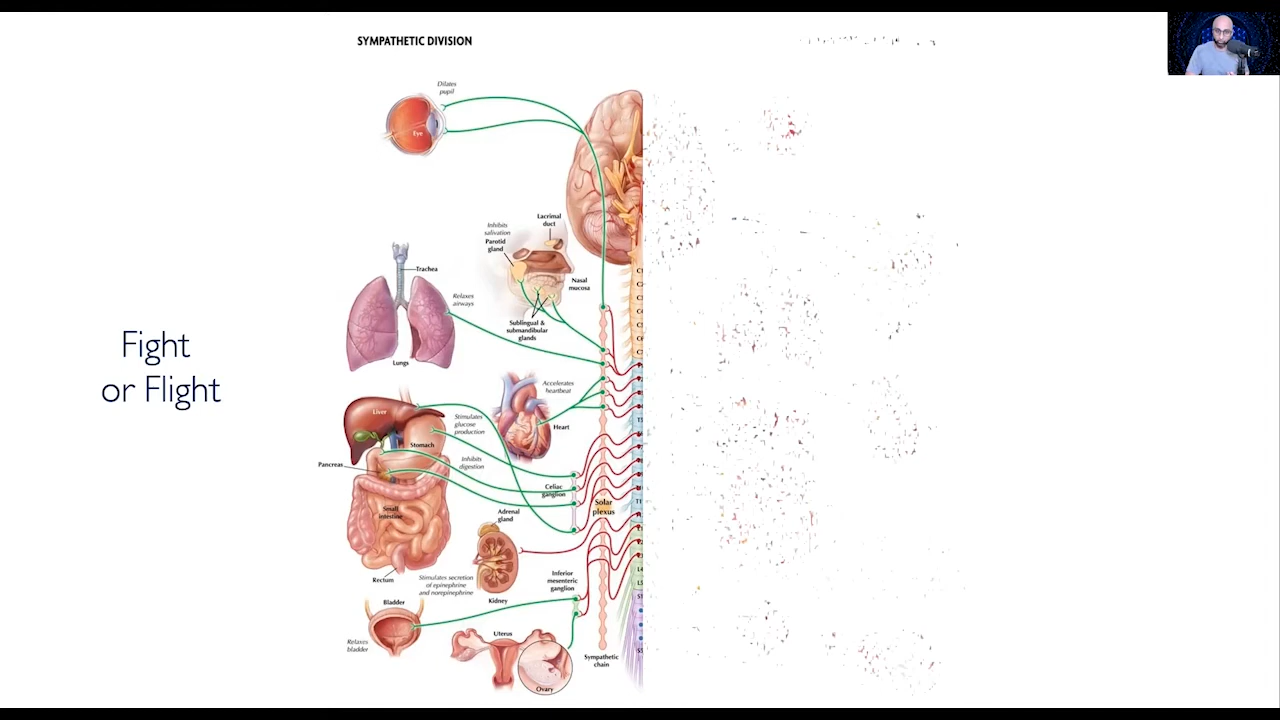 SYMPATHETIC DIVISION
Dilates
pupil
Eye
Lacrimal
duct
Inhibits
salivation
Parotid
gland
Trachea
Nasal
mucosa
Relaxes
airways
Sublingual &
submandibular
glands
Lungs
Fight
or Flight
Accelerates
heartbeat
Liver
Stimulates
glucose
production
Heart
Stomach
Pancreas
Inhibits
digestion
Celiac
ganglion
Solar
plexus
Small
intestine
Adrenal
gland
Rectum
Stimulates secretion
of epinephrine
and norepinephrine
Inferior
mesenteric
ganglion
Kidney
Bladder
Relaxes
bladder
Uterus
Sympathetic
chain
Ovary